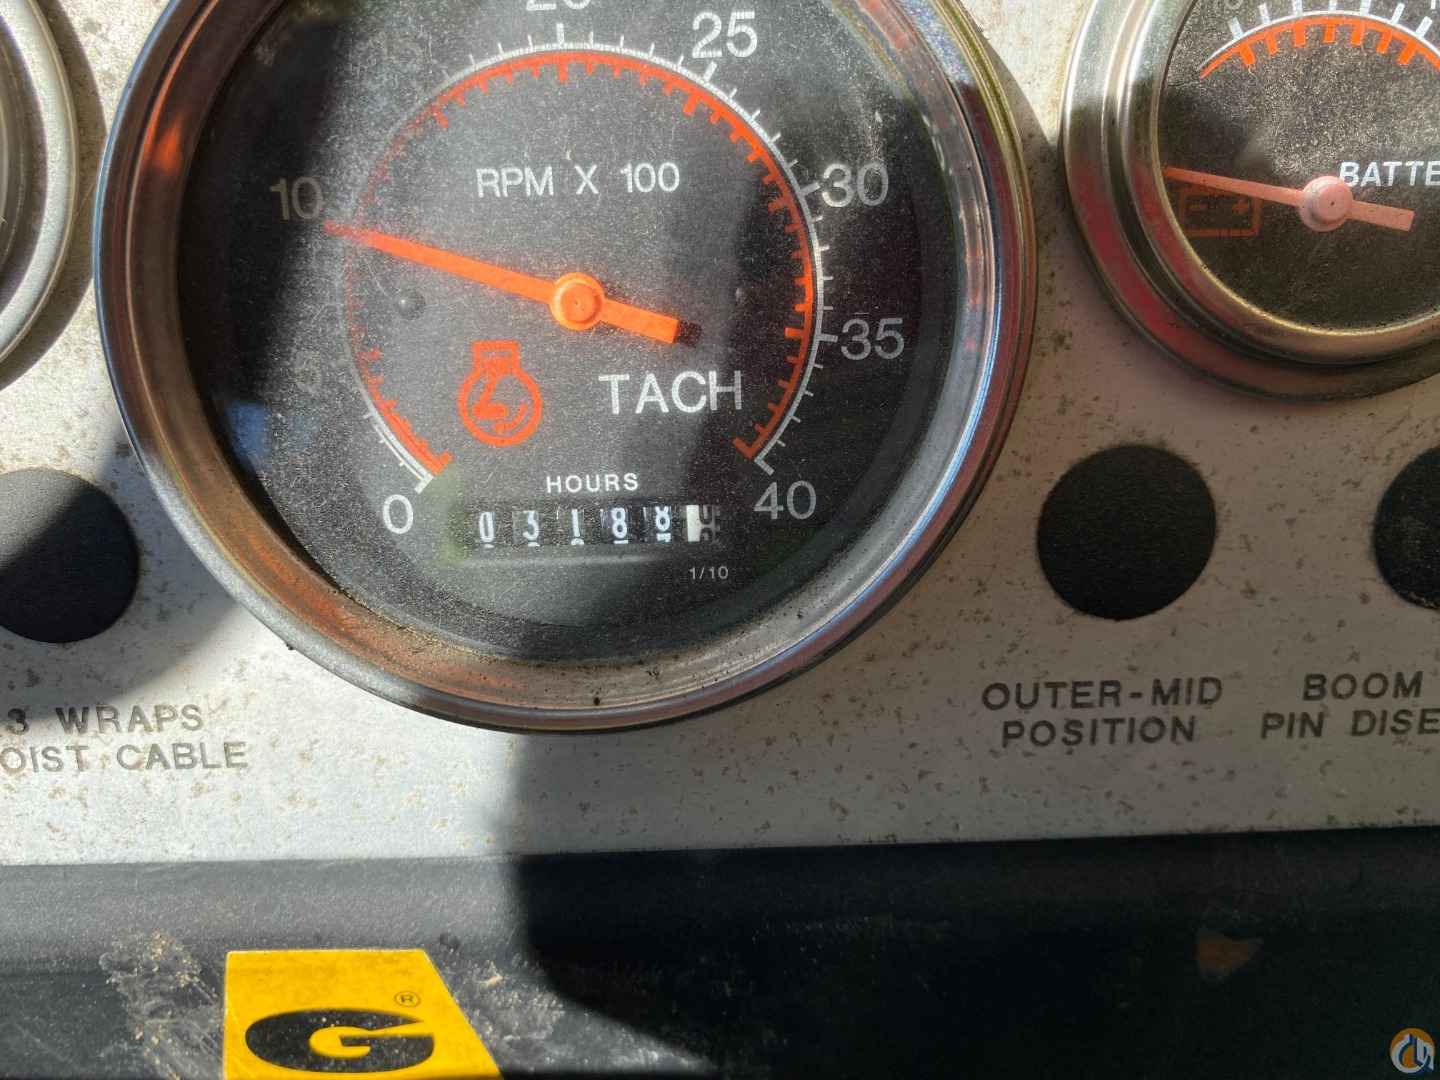 25
RPM X 100
10
30
35
5
TACH
0
HOURS
40
0 3 1 8 8
1/10
BATTE
3 WRAPS
OIST CABLE
OUTER-MID
POSITION
BOOM
PIN DISE
G®